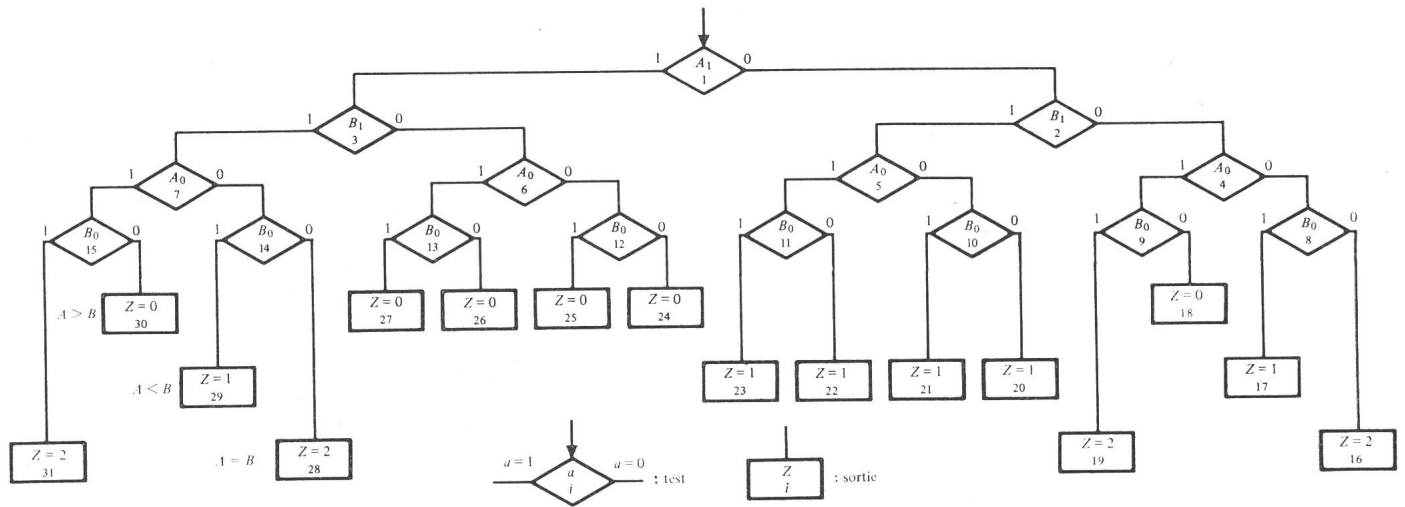 A₁
1 0
1
B₁
1 0
3
B₁
1 0
2
A₀
1 0
7
A₀
1 0
6
A₀
1 0
5
A₀
1 0
4
B₀
1 0
15
B₀
1 0
14
B₀
1 0
13
B₀
1 0
12
B₀
1 0
11
B₀
1 0
10
B₀
1 0
9
B₀
1 0
8
A > B
Z = 0
30
Z = 0
27
Z = 0
26
Z = 0
25
Z = 0
24
Z = 0
18
A < B
Z = 1
29
Z = 1
23
Z = 1
22
Z = 1
21
Z = 1
20
Z = 1
17
Z = 2
31
A = B
Z = 2
28
Z = 2
19
Z = 2
16
a = 1 a = 0
a
i
: test
Z
i
: sortie